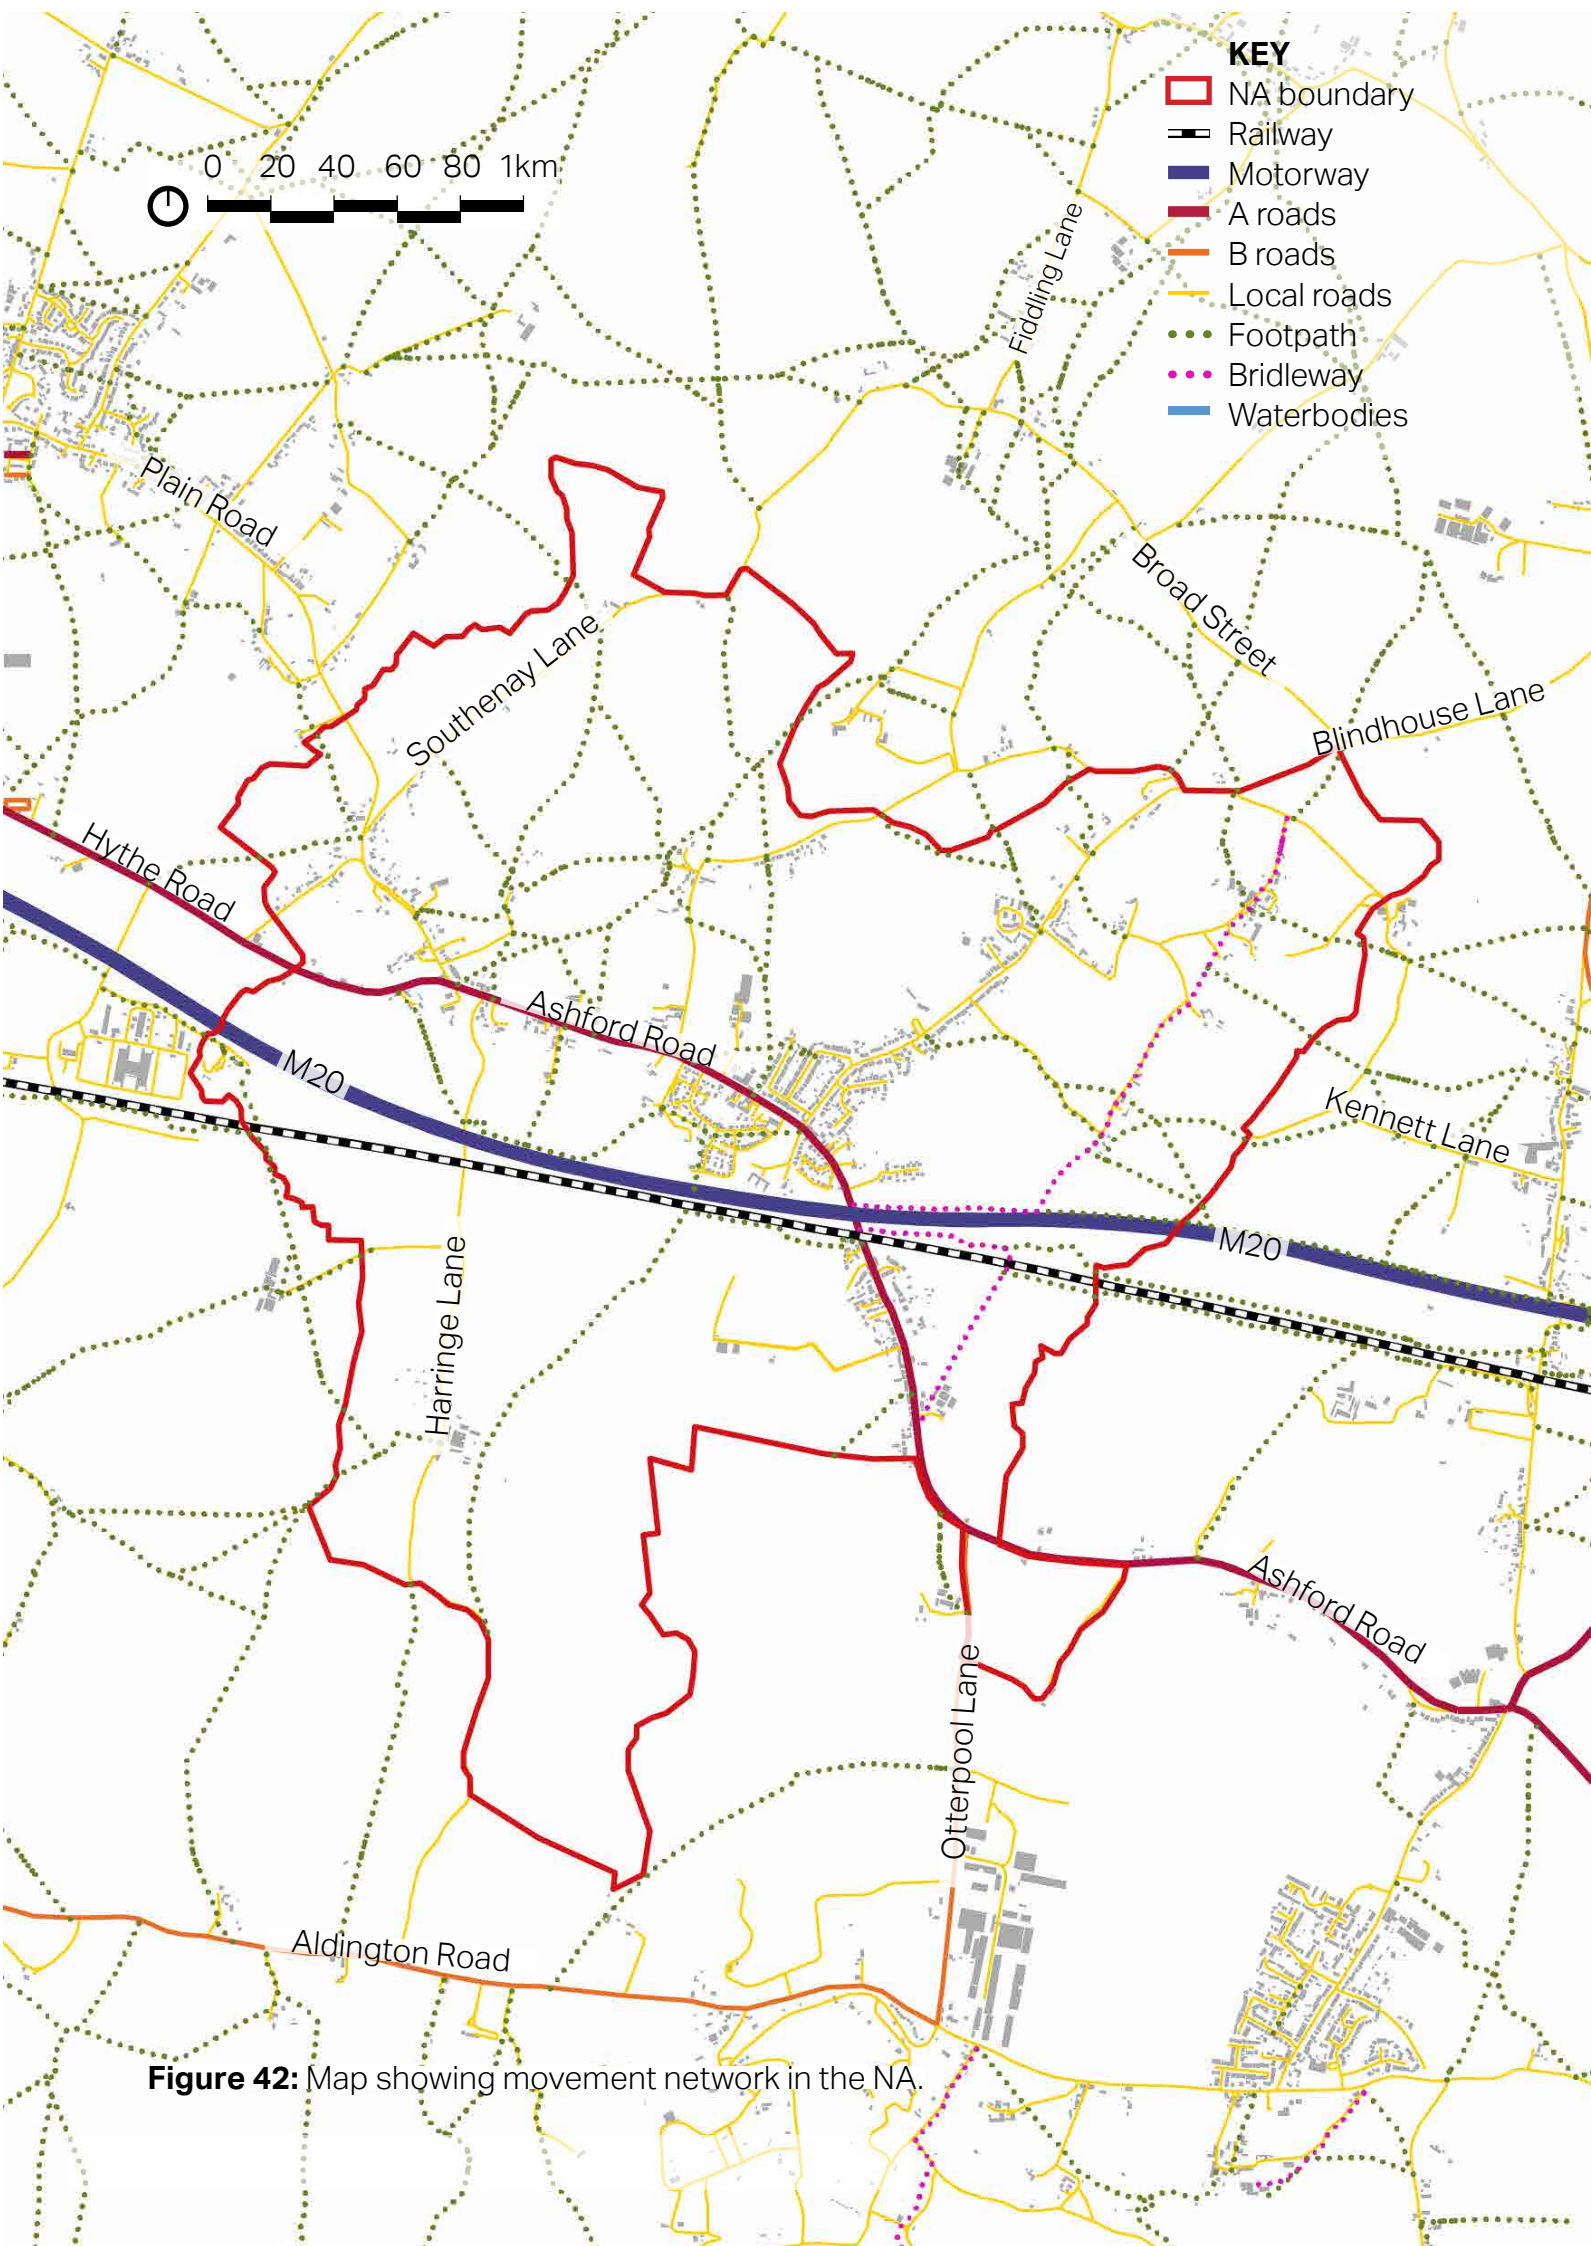 KEY
NA boundary
Railway
Motorway
A roads
B roads
Local roads
Footpath
Bridleway
Waterbodies
0 20 40 60 80 1km
Fiddling Lane
Plain Road
Broad Street
Southenay Lane
Blindhouse Lane
Hythe Road
Ashford Road
M20
Kennett Lane
M20
Harringe Lane
Ashford Road
Otterpool Lane
Aldington Road
Figure 42: Map showing movement network in the NA.